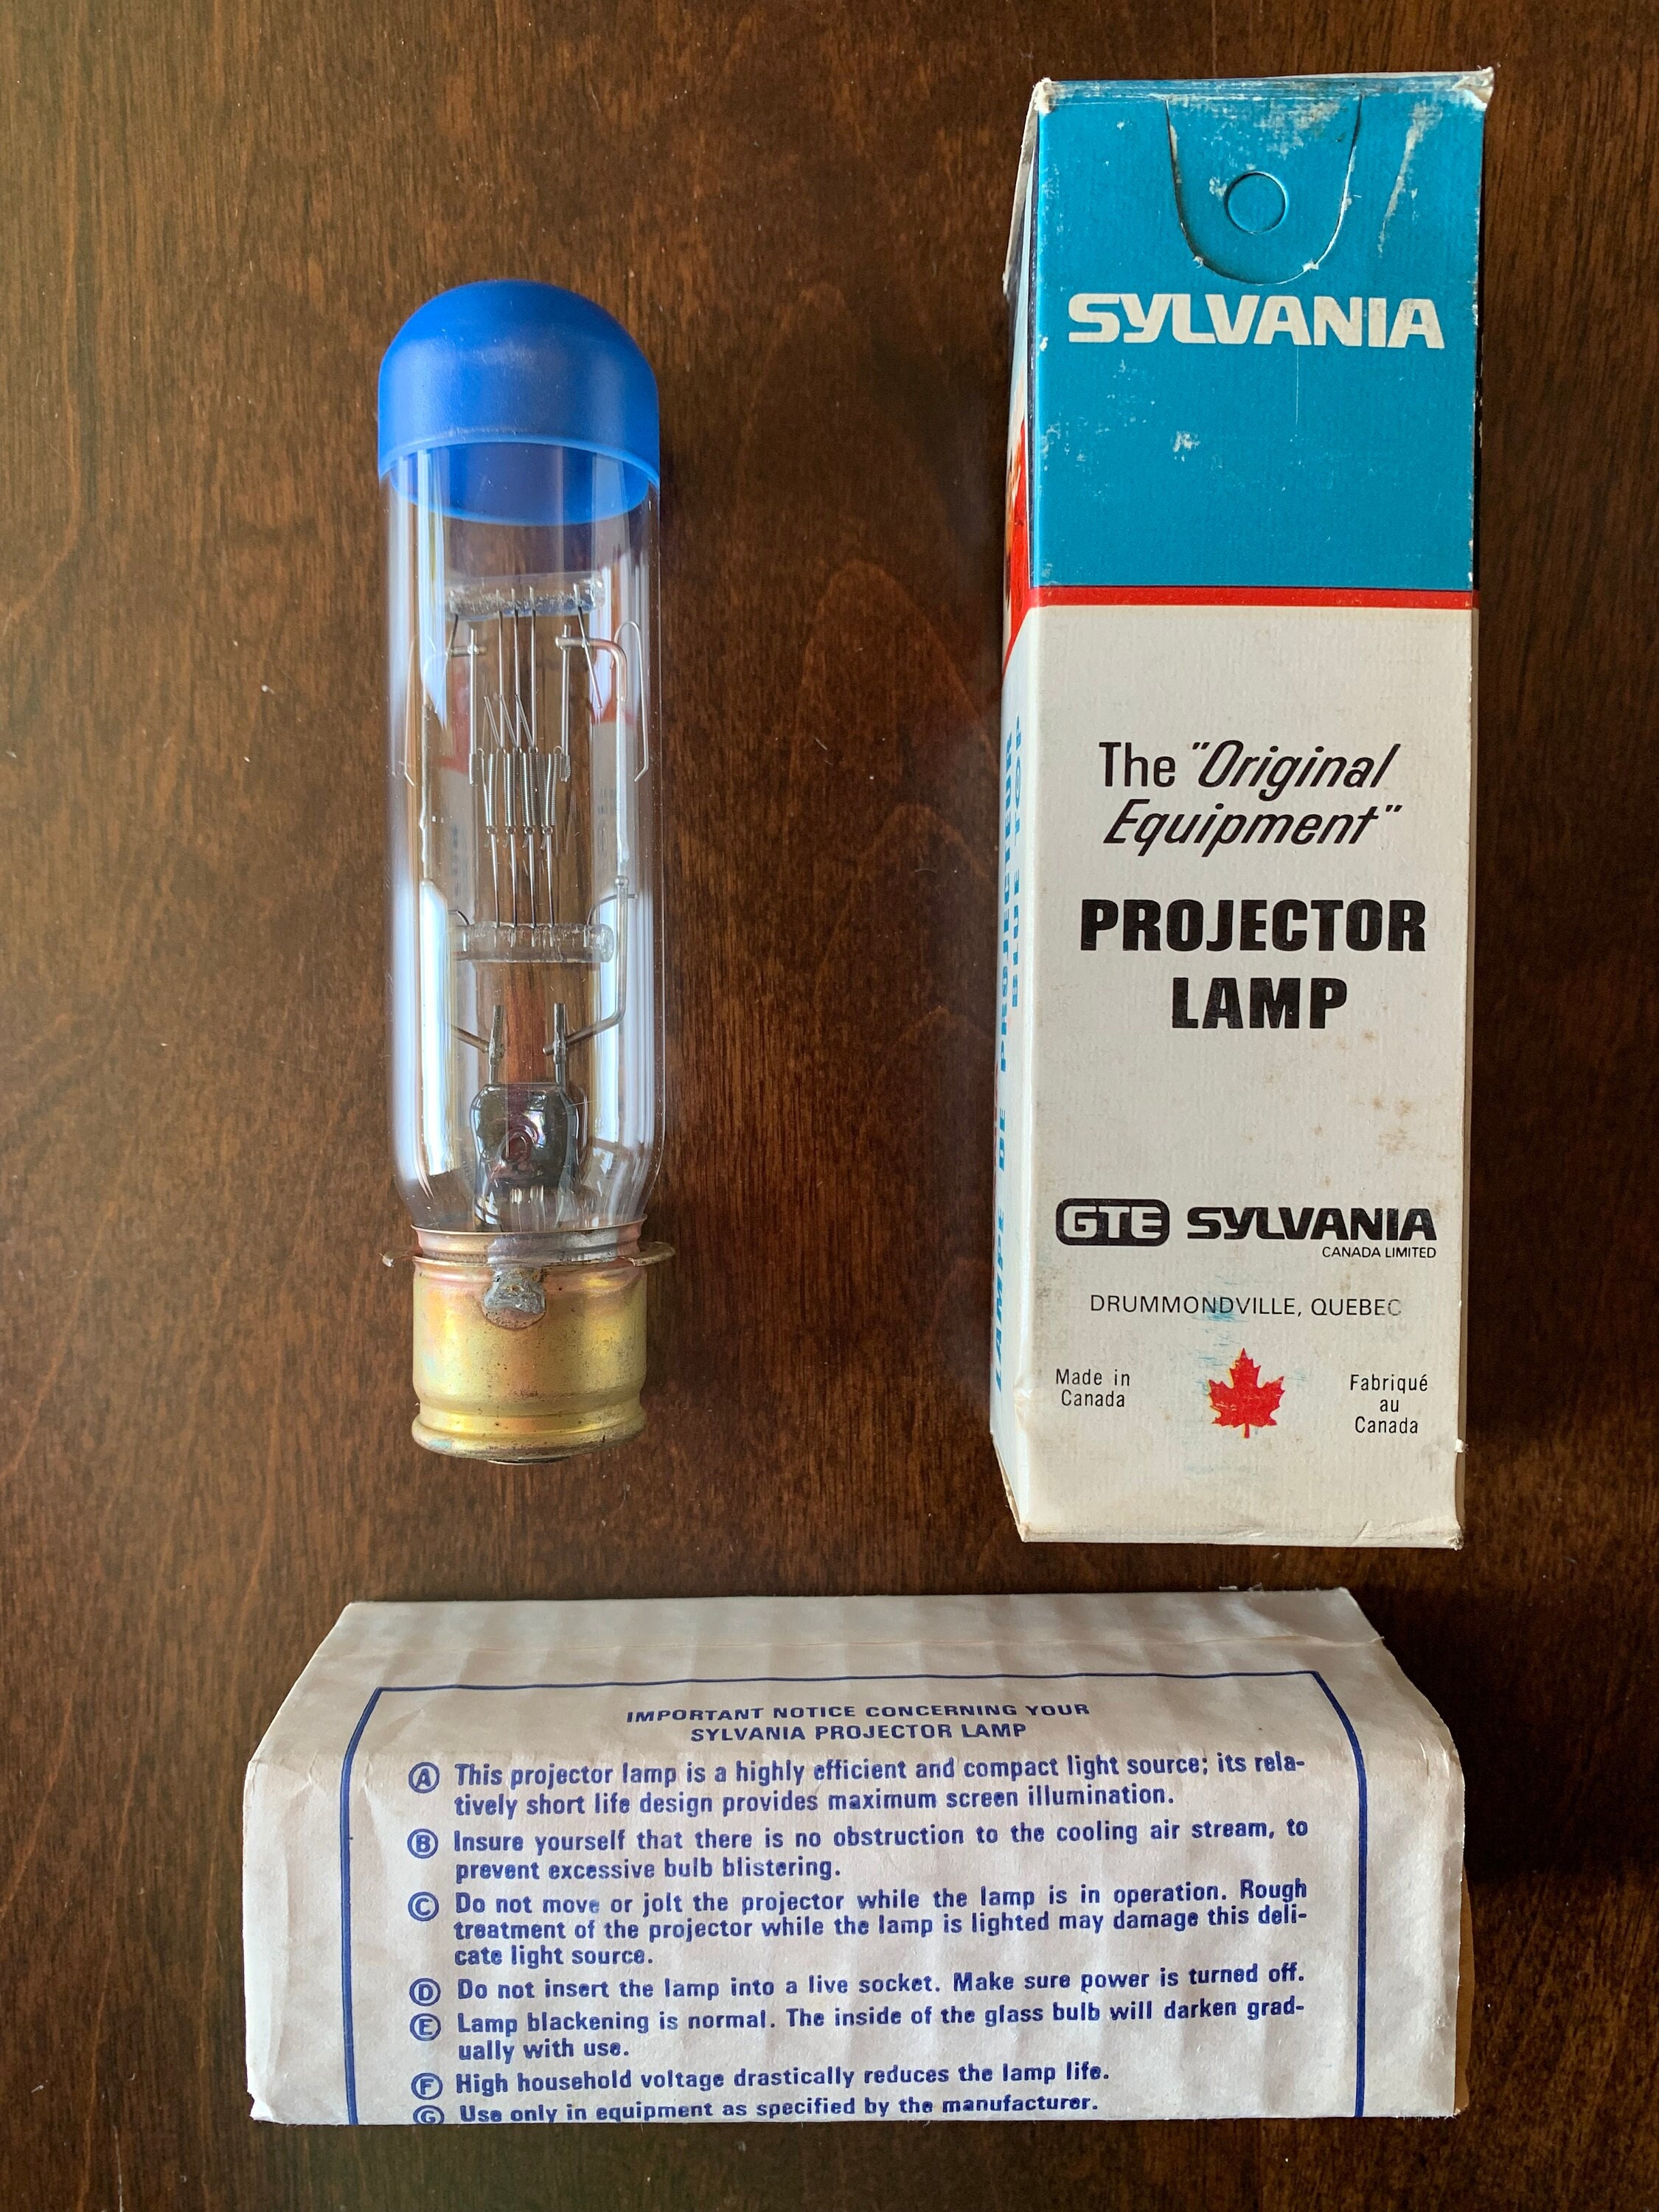 SYLVANIA
The "Original
Equipment"
PROJECTOR
LAMP
GTE SYLVANIA
CANADA LIMITED
DRUMMONDVILLE, QUEBEC
Made in
Canada
Fabriqué
au
Canada
LAMPE DE PROJECTION
BLUE TOP
IMPORTANT NOTICE CONCERNING YOUR
SYLVANIA PROJECTOR LAMP
A This projector lamp is a highly efficient and compact light source; its rela-
tively short life design provides maximum screen illumination.
B Insure yourself that there is no obstruction to the cooling air stream, to
prevent excessive bulb blistering.
C Do not move or jolt the projector while the lamp is in operation. Rough
treatment of the projector while the lamp is lighted may damage this deli-
cate light source.
D Do not insert the lamp into a live socket. Make sure power is turned off.
E Lamp blackening is normal. The inside of the glass bulb will darken grad-
ually with use.
F High household voltage drastically reduces the lamp life.
G Use only in equipment as specified by the manufacturer.